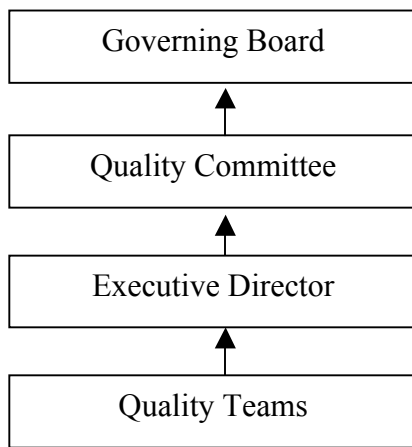 Governing Board
Quality Committee
Executive Director
Quality Teams